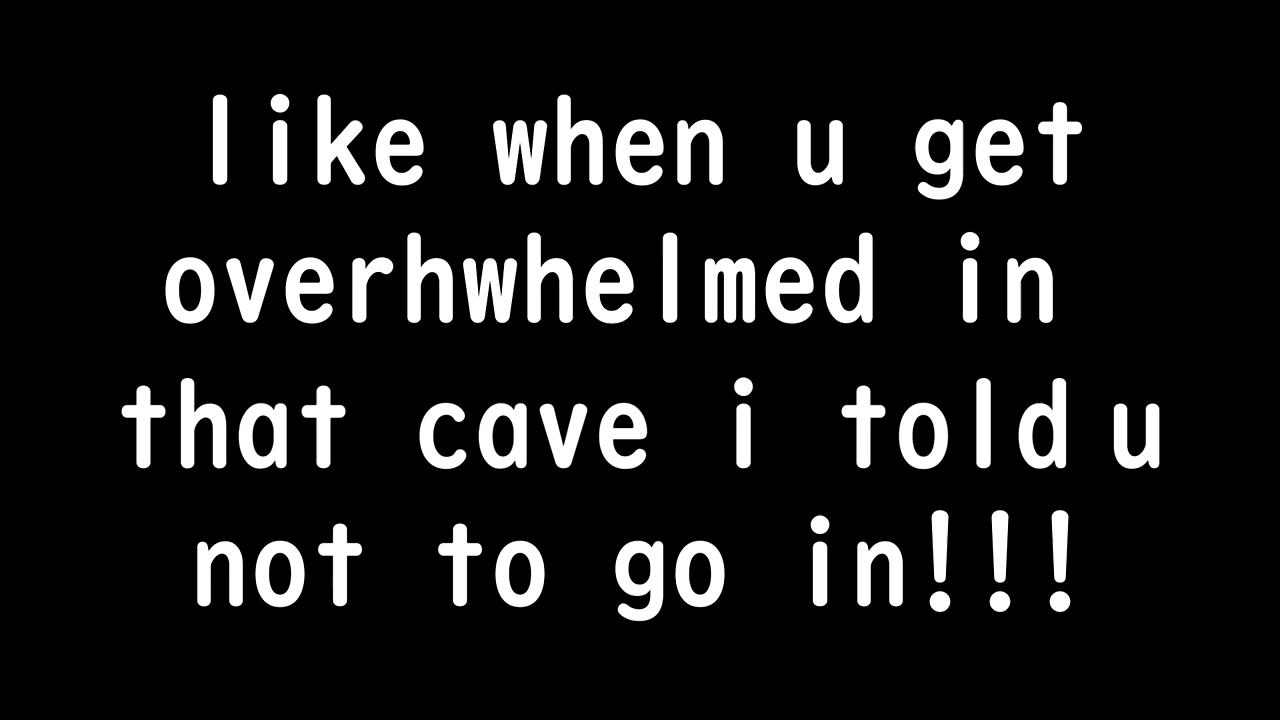 like when u get
overhwhelmed in
that cave i told u
not to go in!!!